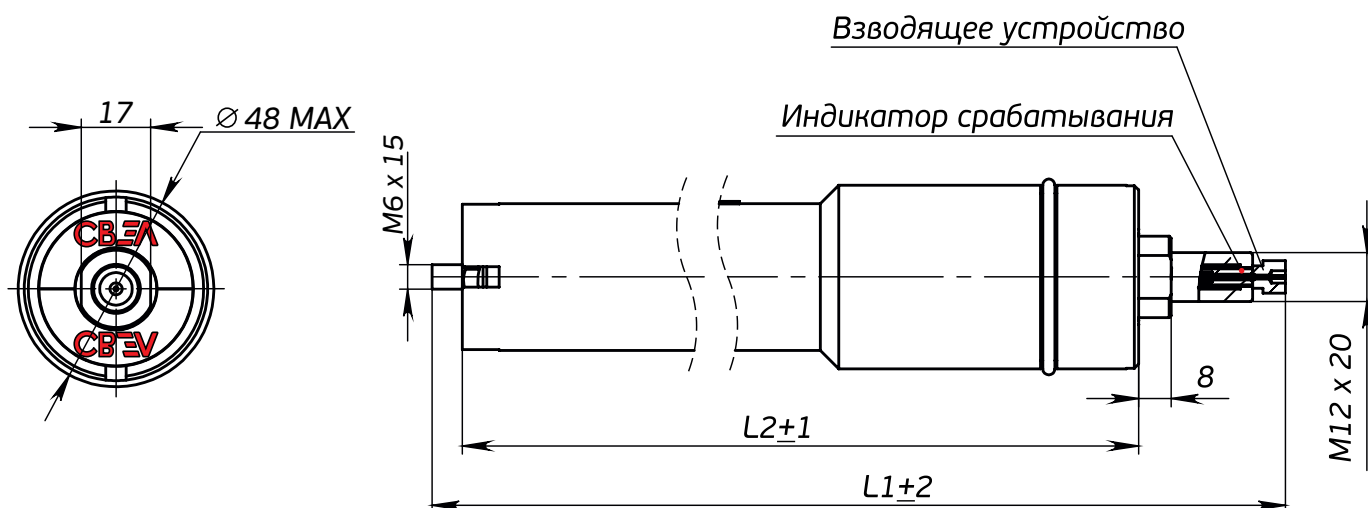 Взводящее устройство
Индикатор срабатывания
17
⌀ 48 MAX
M6 x 15
СВЕЛ
СВЕЛ
8
M12 x 20
L2±1
L1±2